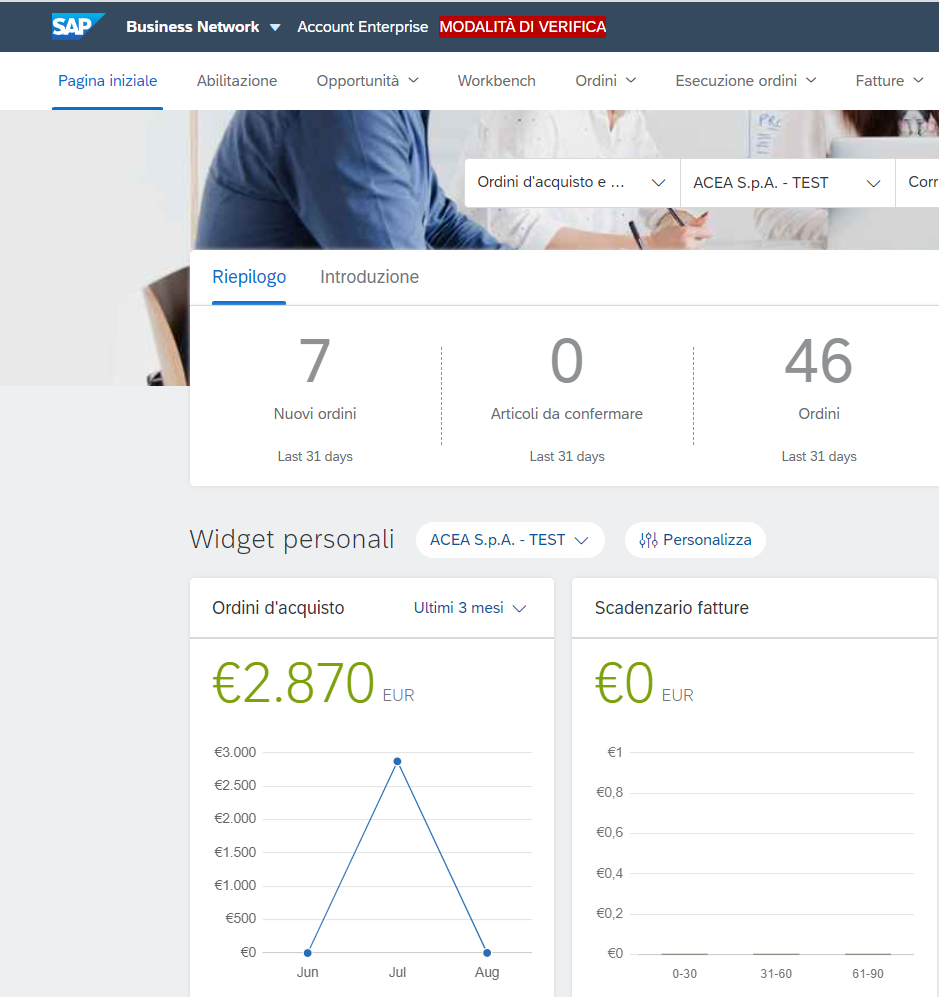 SAP Business Network Account Enterprise MODALITÀ DI VERIFICA
Pagina iniziale Abilitazione Opportunità Workbench Ordini Esecuzione ordini Fatture
Ordini d'acquisto e ... ACEA S.p.A. - TEST Corr
Riepilogo Introduzione
7 0 46
Nuovi ordini Articoli da confermare Ordini
Last 31 days Last 31 days Last 31 days
Widget personali ACEA S.p.A. - TEST Personalizza
Ordini d'acquisto Ultimi 3 mesi
€2.870 EUR
€3.000
€2.500
€2.000
€1.500
€1.000
€500
€0
Jun Jul Aug
Scadenzario fatture
€0 EUR
€1
€0,8
€0,6
€0,4
€0,2
€0
0-30 31-60 61-90